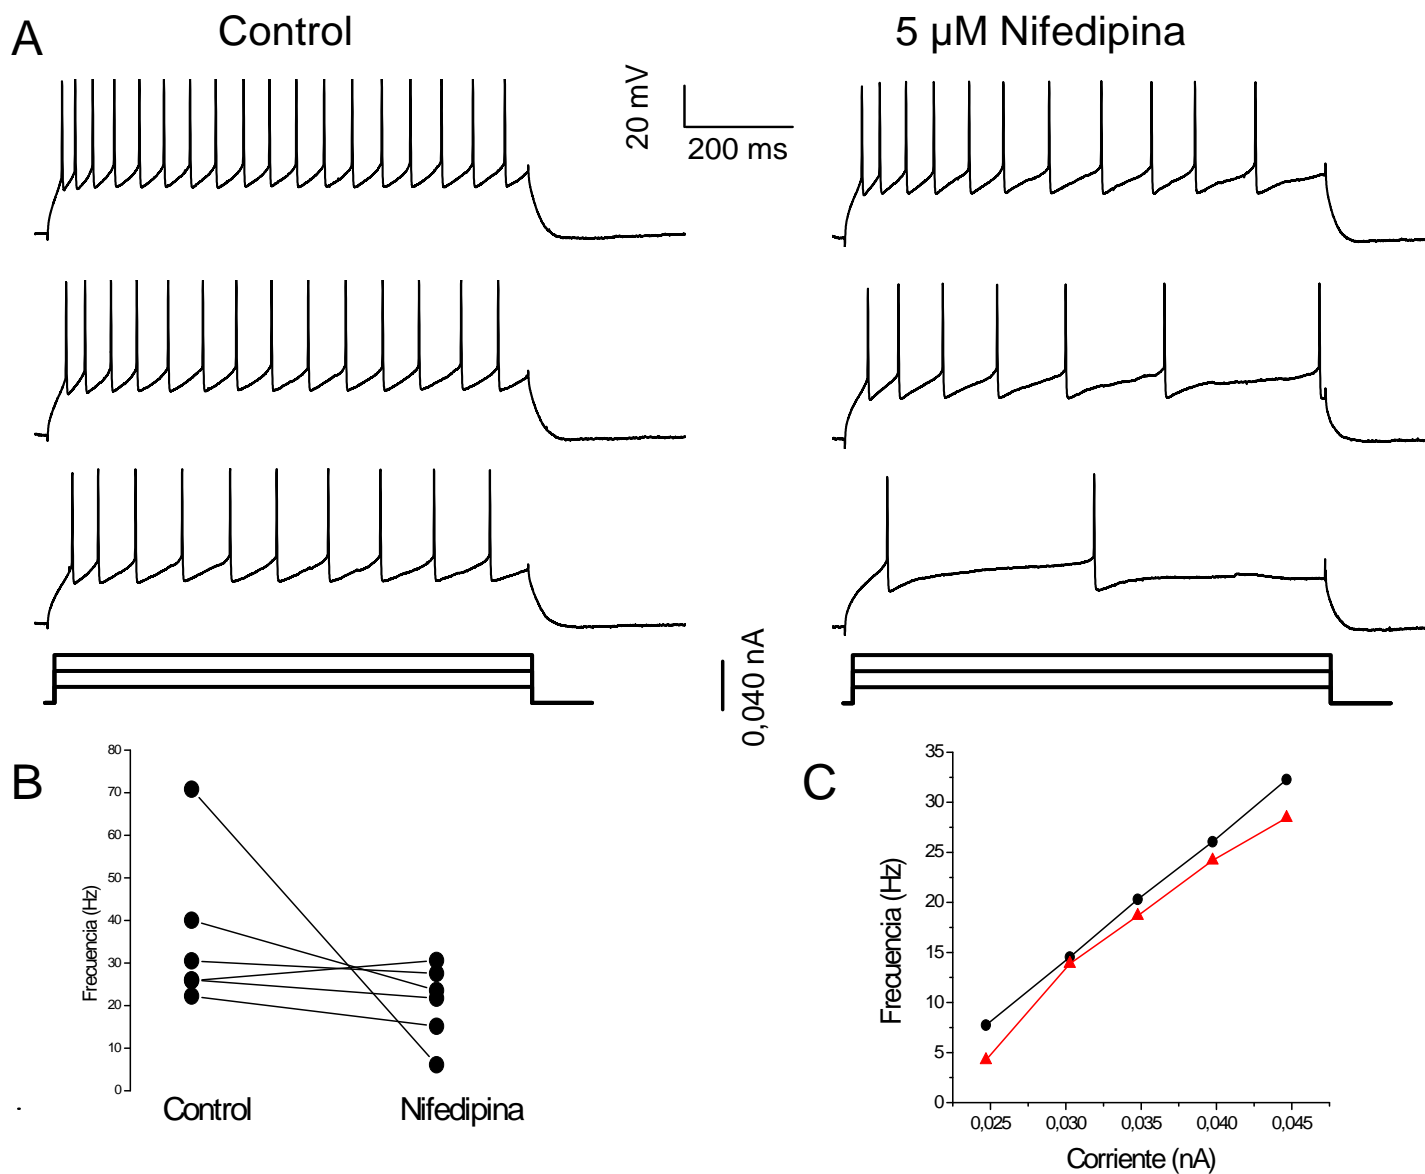 A
Control
5 µM Nifedipina
20 mV
200 ms
0,040 nA
B
80
70
60
50
40
30
20
10
0
Frecuencia (Hz)
Control
Nifedipina
C
35
30
25
20
15
10
5
0
Frecuencia (Hz)
0,025
0,030
0,035
0,040
0,045
Corriente (nA)